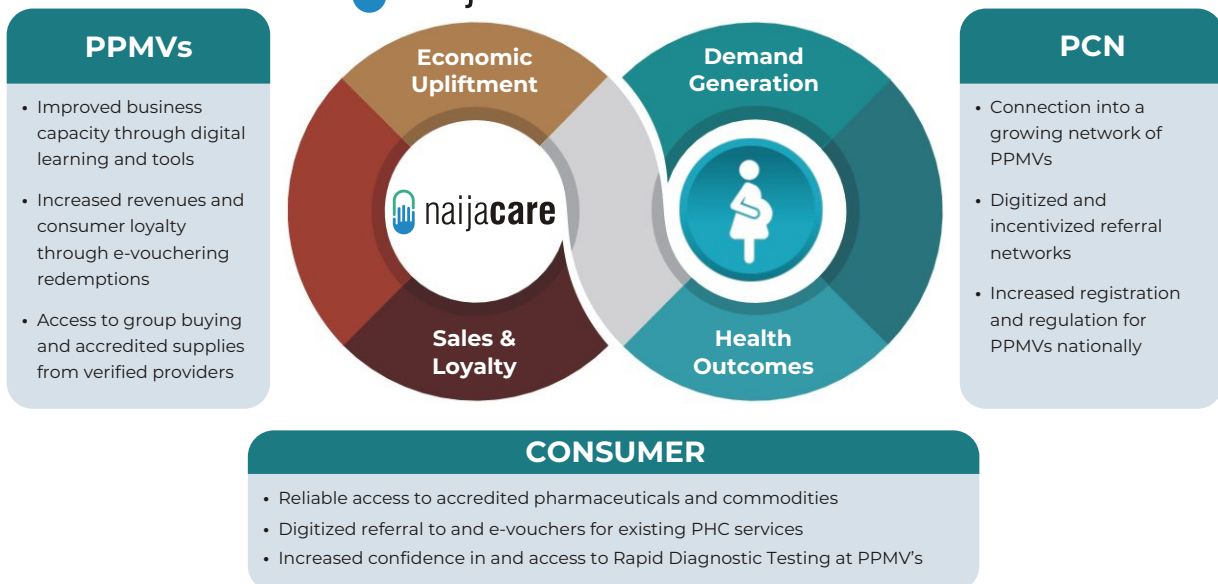 PPMVs
• Improved business
capacity through digital
learning and tools
• Increased revenues and
consumer loyalty
through e-vouchering
redemptions
• Access to group buying
and accredited supplies
from verified providers
Economic
Upliftment
Demand
Generation
naijacare
Sales &
Loyalty
Health
Outcomes
PCN
• Connection into a
growing network of
PPMVs
• Digitized and
incentivized referral
networks
• Increased registration
and regulation for
PPMVs nationally
CONSUMER
• Reliable access to accredited pharmaceuticals and commodities
• Digitized referral to and e-vouchers for existing PHC services
• Increased confidence in and access to Rapid Diagnostic Testing at PPMV's